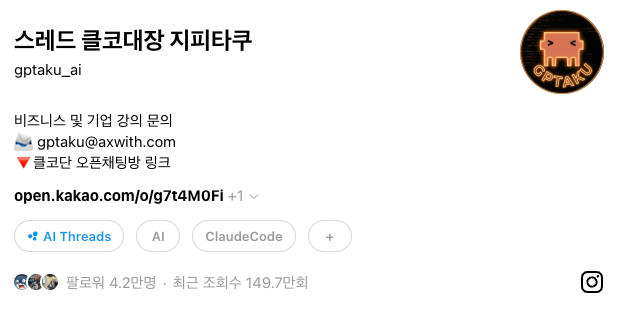 스레드 클코대장 지피타쿠
gptaku_ai
GPTAKU
비즈니스 및 기업 강의 문의
📨 gptaku@axwith.com
🔻클코단 오픈채팅방 링크
open.kakao.com/o/g7t4M0Fi +1
AI Threads
AI
ClaudeCode
+
팔로워 4.2만명 · 최근 조회수 149.7만회